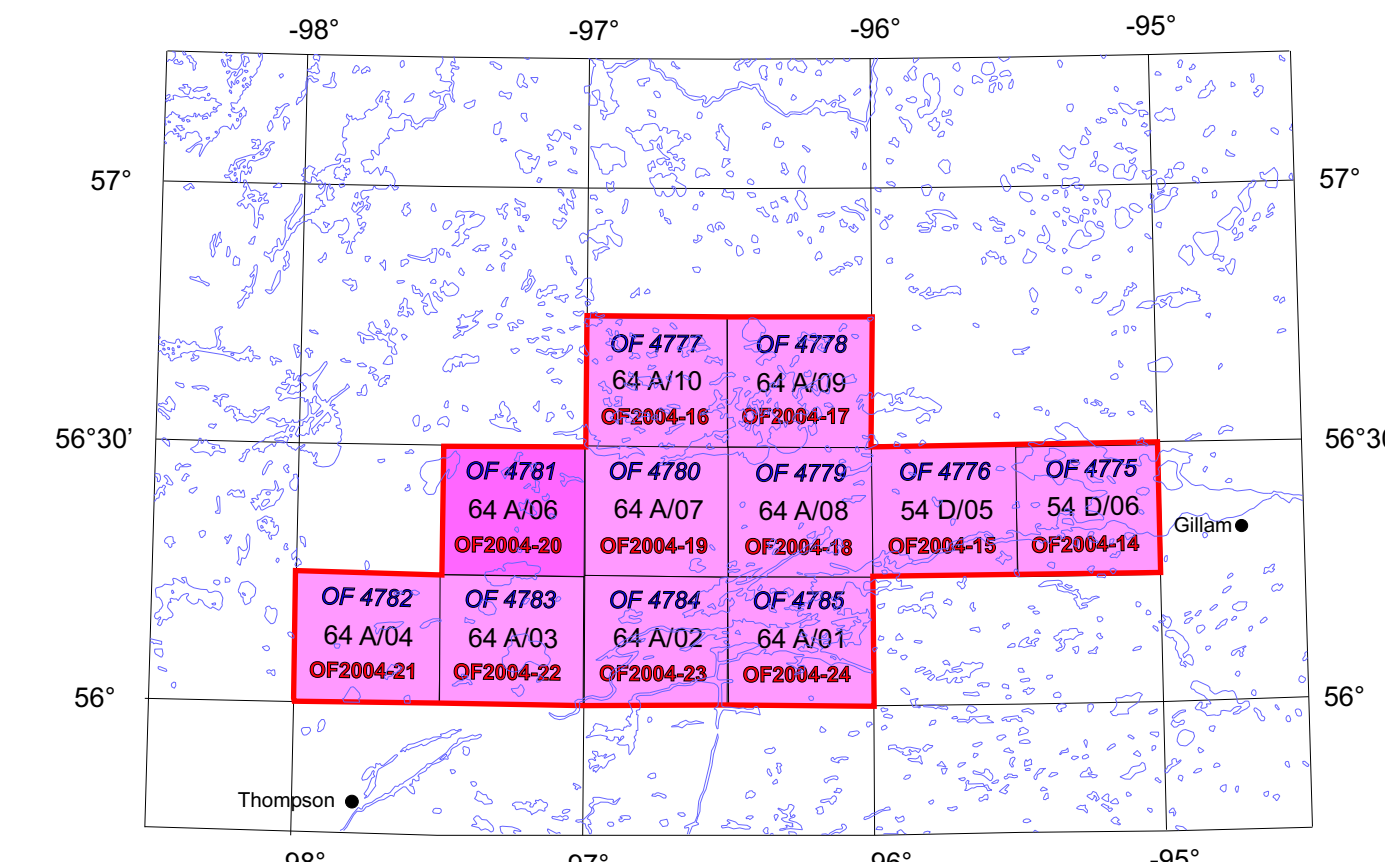 -98° -97° -96° -95°
57° 57°
OF 4777 OF 4778
64 A/10 64 A/09
OF2004-16 OF2004-17
56°30’ 56°30
OF 4781 OF 4780 OF 4779 OF 4776 OF 4775
64 A/06 64 A/07 64 A/08 54 D/05 54 D/06
Gillam
OF2004-20 OF2004-19 OF2004-18 OF2004-15 OF2004-14
OF 4782 OF 4783 OF 4784 OF 4785
64 A/04 64 A/03 64 A/02 64 A/01
OF2004-21 OF2004-22 OF2004-23 OF2004-24
56° 56°
Thompson
-98° -97° -96° -95°